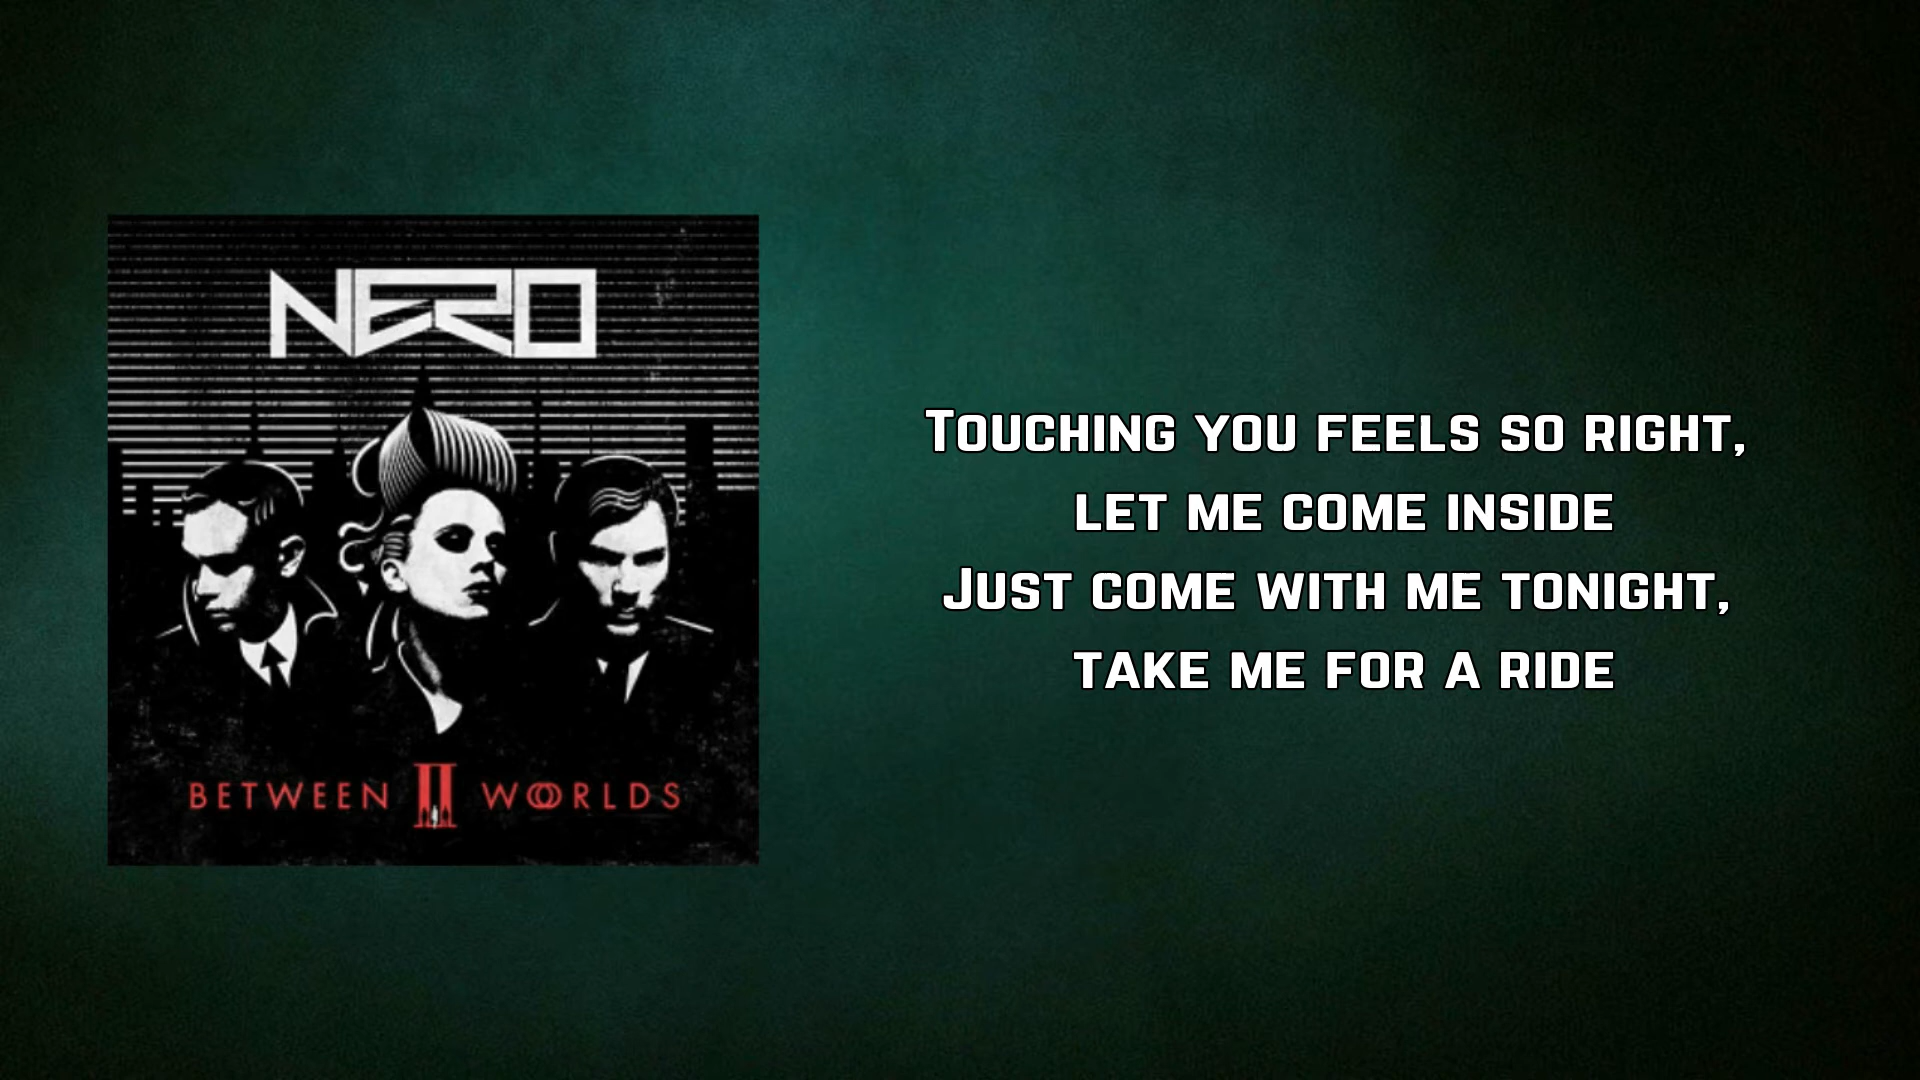 NERO
BETWEEN II WORLDS
Touching you feels so right,
let me come inside
Just come with me tonight,
take me for a ride